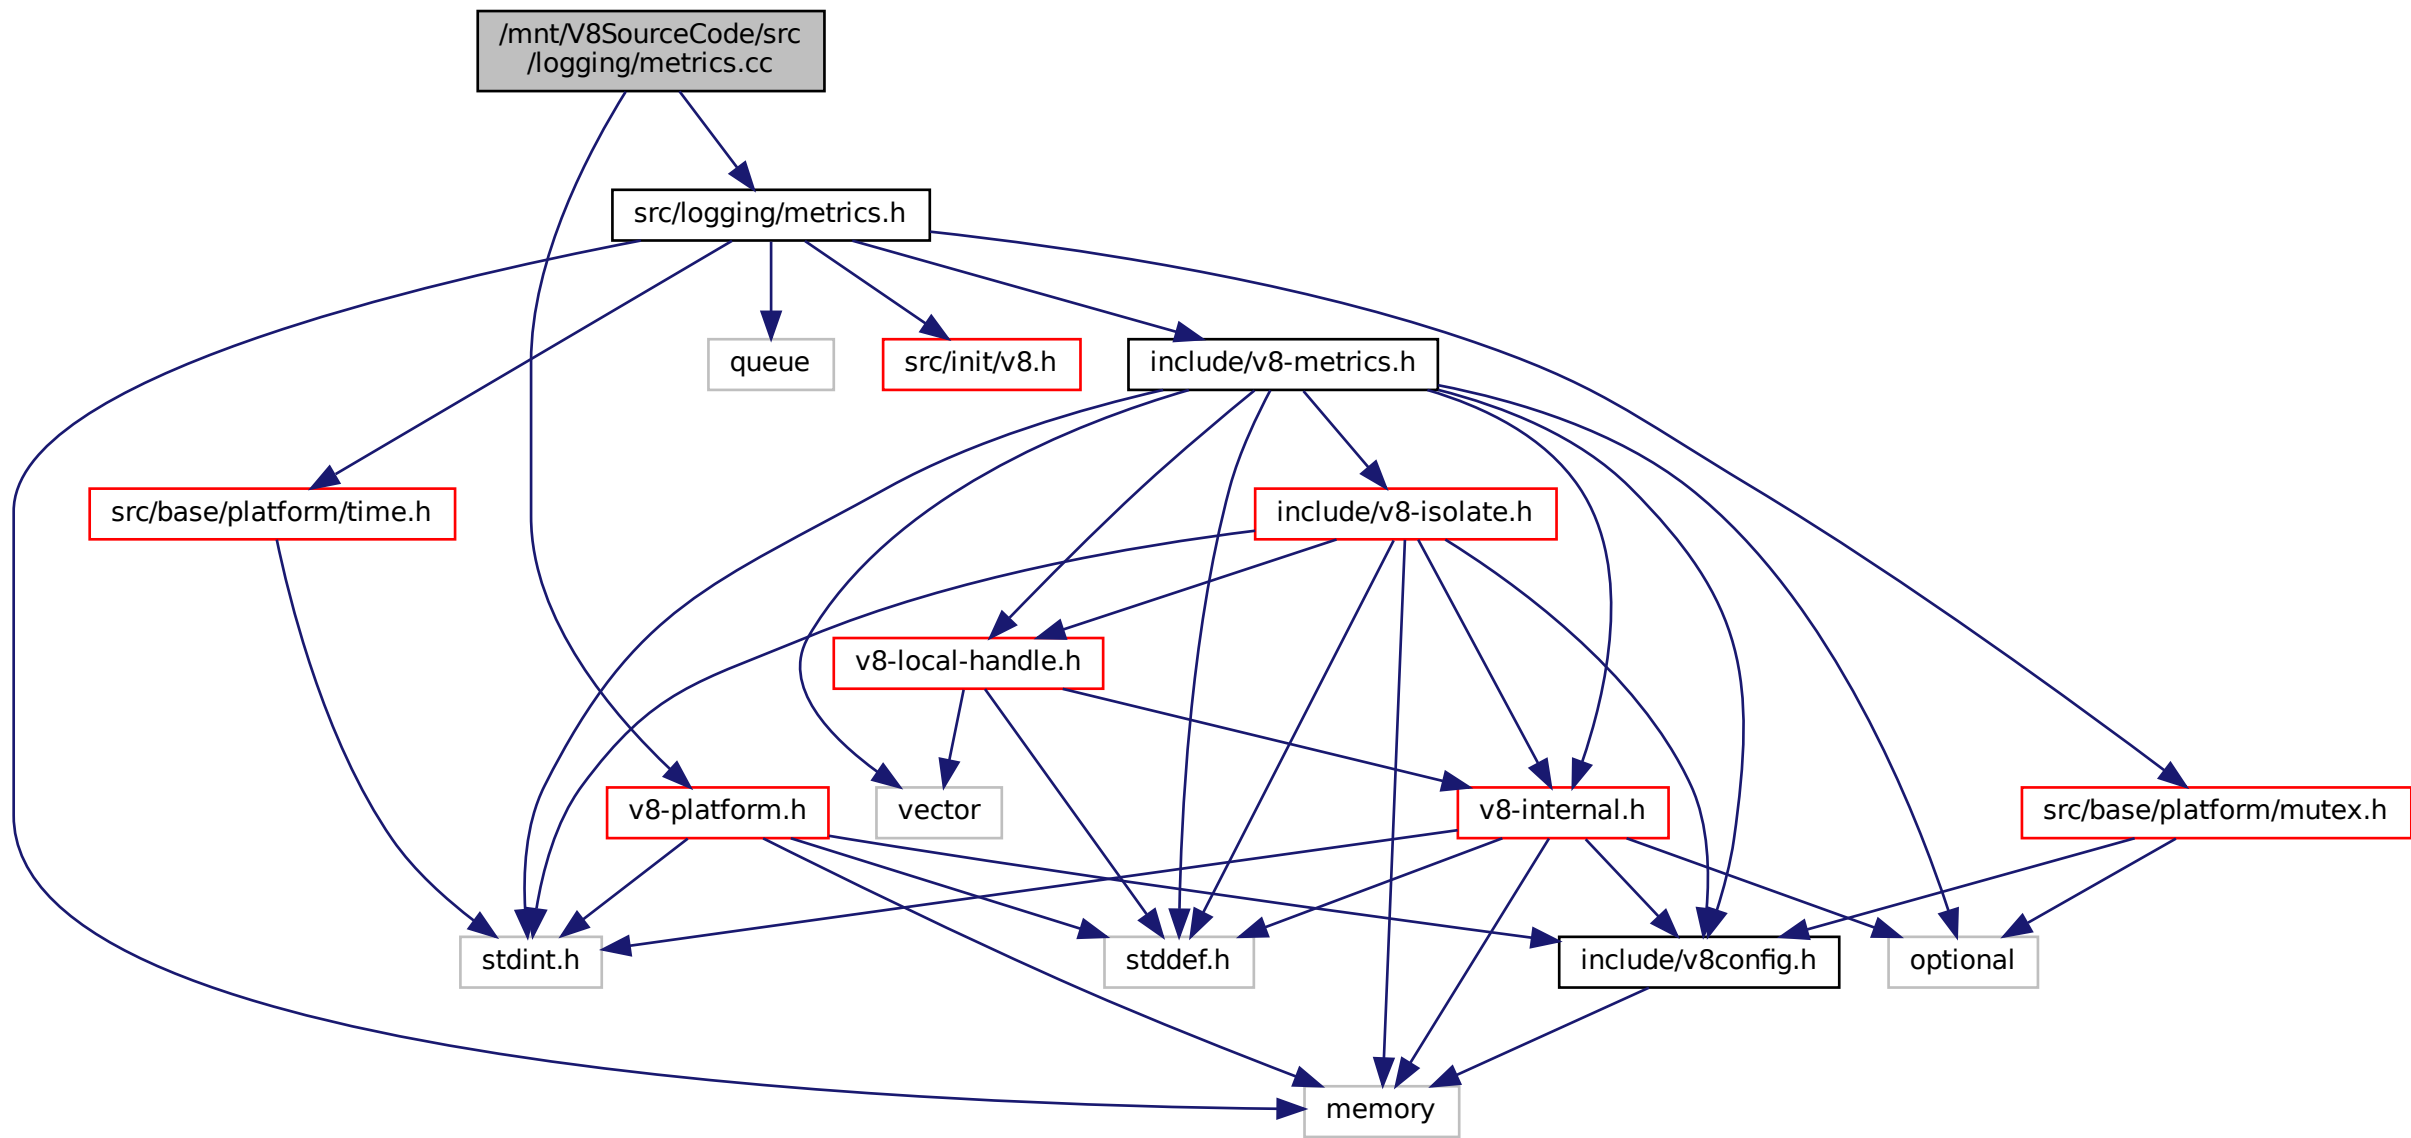 /mnt/V8SourceCode/src
/logging/metrics.cc
src/logging/metrics.h
queue
src/init/v8.h
include/v8-metrics.h
src/base/platform/time.h
include/v8-isolate.h
v8-local-handle.h
v8-platform.h
vector
v8-internal.h
src/base/platform/mutex.h
stdint.h
stddef.h
include/v8config.h
optional
memory